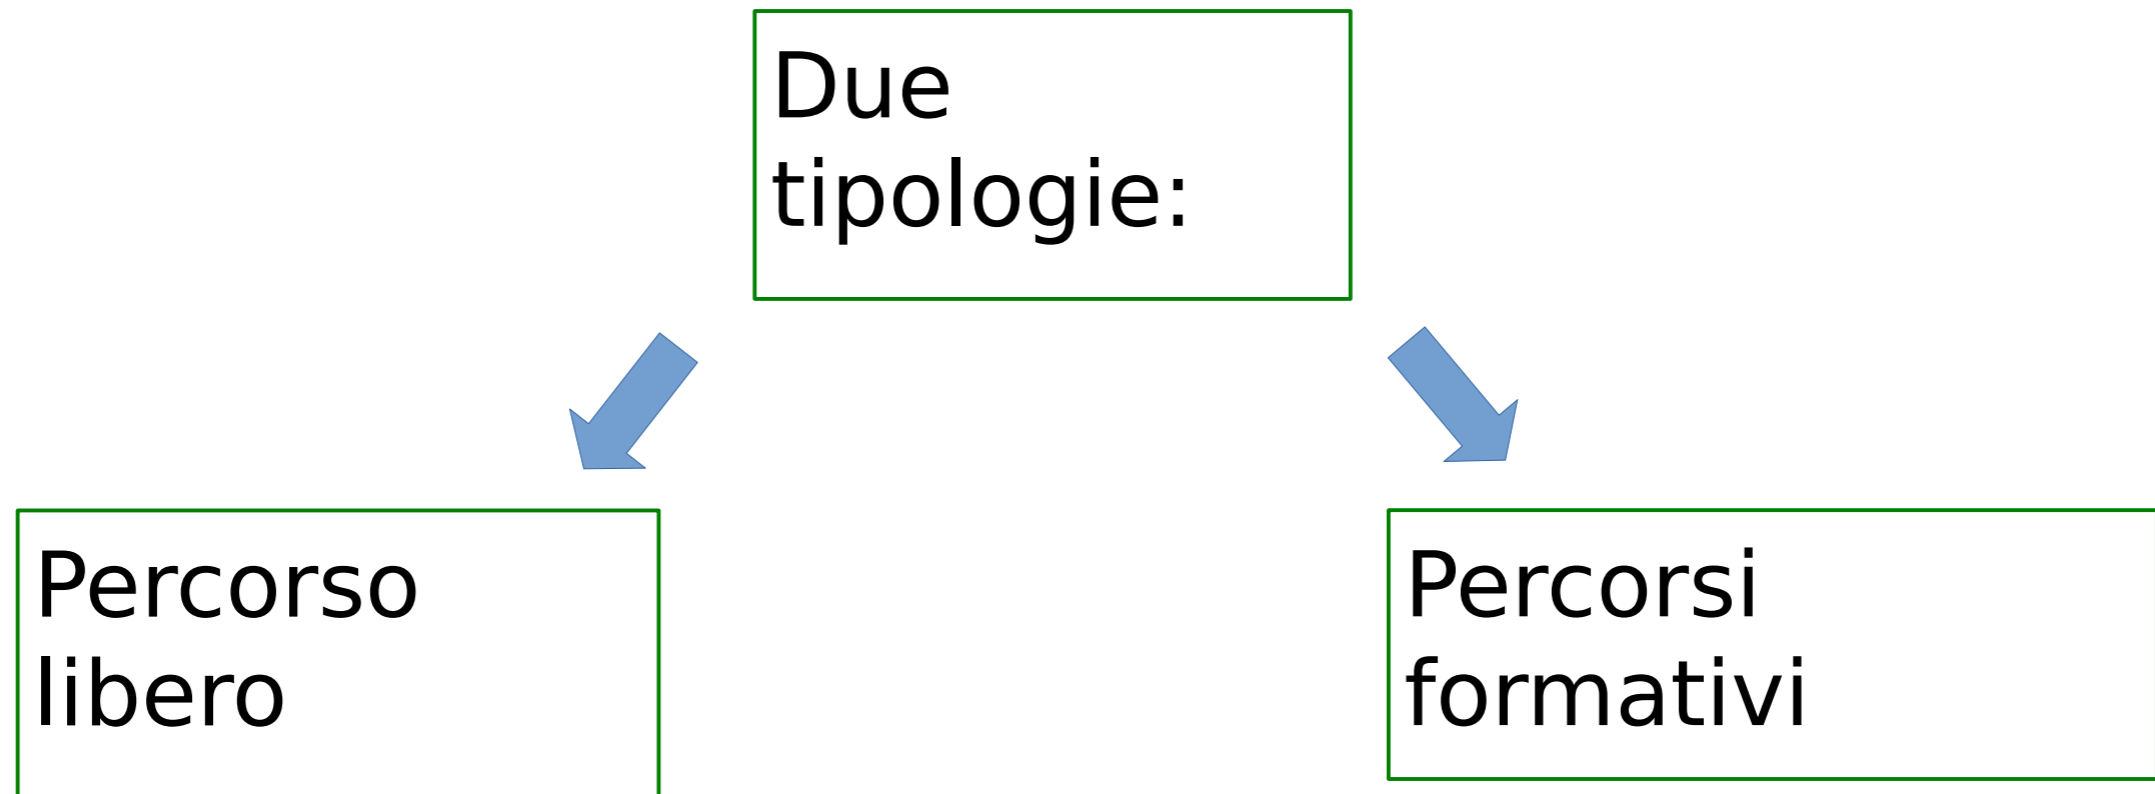 Due
tipologie:
Percorso
libero
Percorsi
formativi